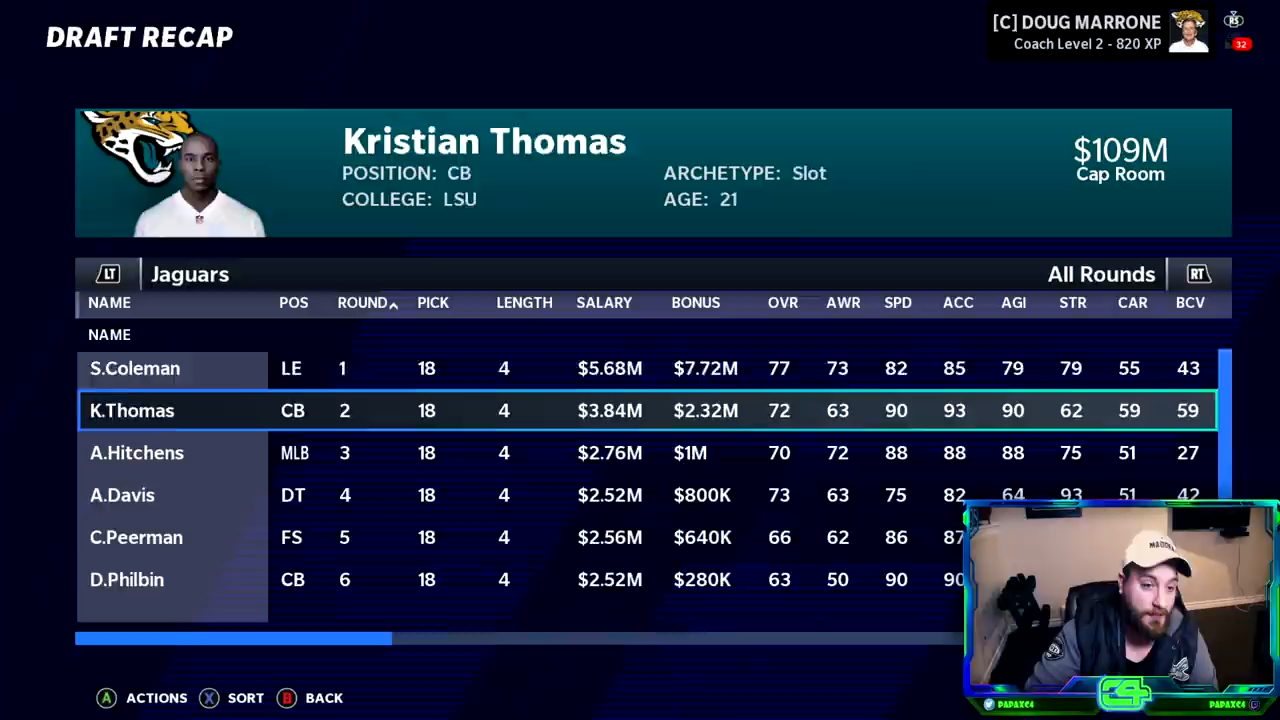 DRAFT RECAP
[C] DOUG MARRONE
Coach Level 2 - 820 XP
32
Kristian Thomas
POSITION: CB
ARCHETYPE: Slot
COLLEGE: LSU
AGE: 21
$109M
Cap Room
LT Jaguars All Rounds RT
NAME POS ROUND PICK LENGTH SALARY BONUS OVR AWR SPD ACC AGI STR CAR BCV
NAME
S.Coleman LE 1 18 4 $5.68M $7.72M 77 73 82 85 79 79 55 43
K.Thomas CB 2 18 4 $3.84M $2.32M 72 63 90 93 90 62 59 59
A.Hitchens MLB 3 18 4 $2.76M $1M 70 72 88 88 88 75 51 27
A.Davis DT 4 18 4 $2.52M $800K 73 63 75 82 64 93 51 42
C.Peerman FS 5 18 4 $2.56M $640K 66 62 86 87
D.Philbin CB 6 18 4 $2.52M $280K 63 50 90 90
A ACTIONS X SORT B BACK
PAPAXC4 C4 PAPAXC4